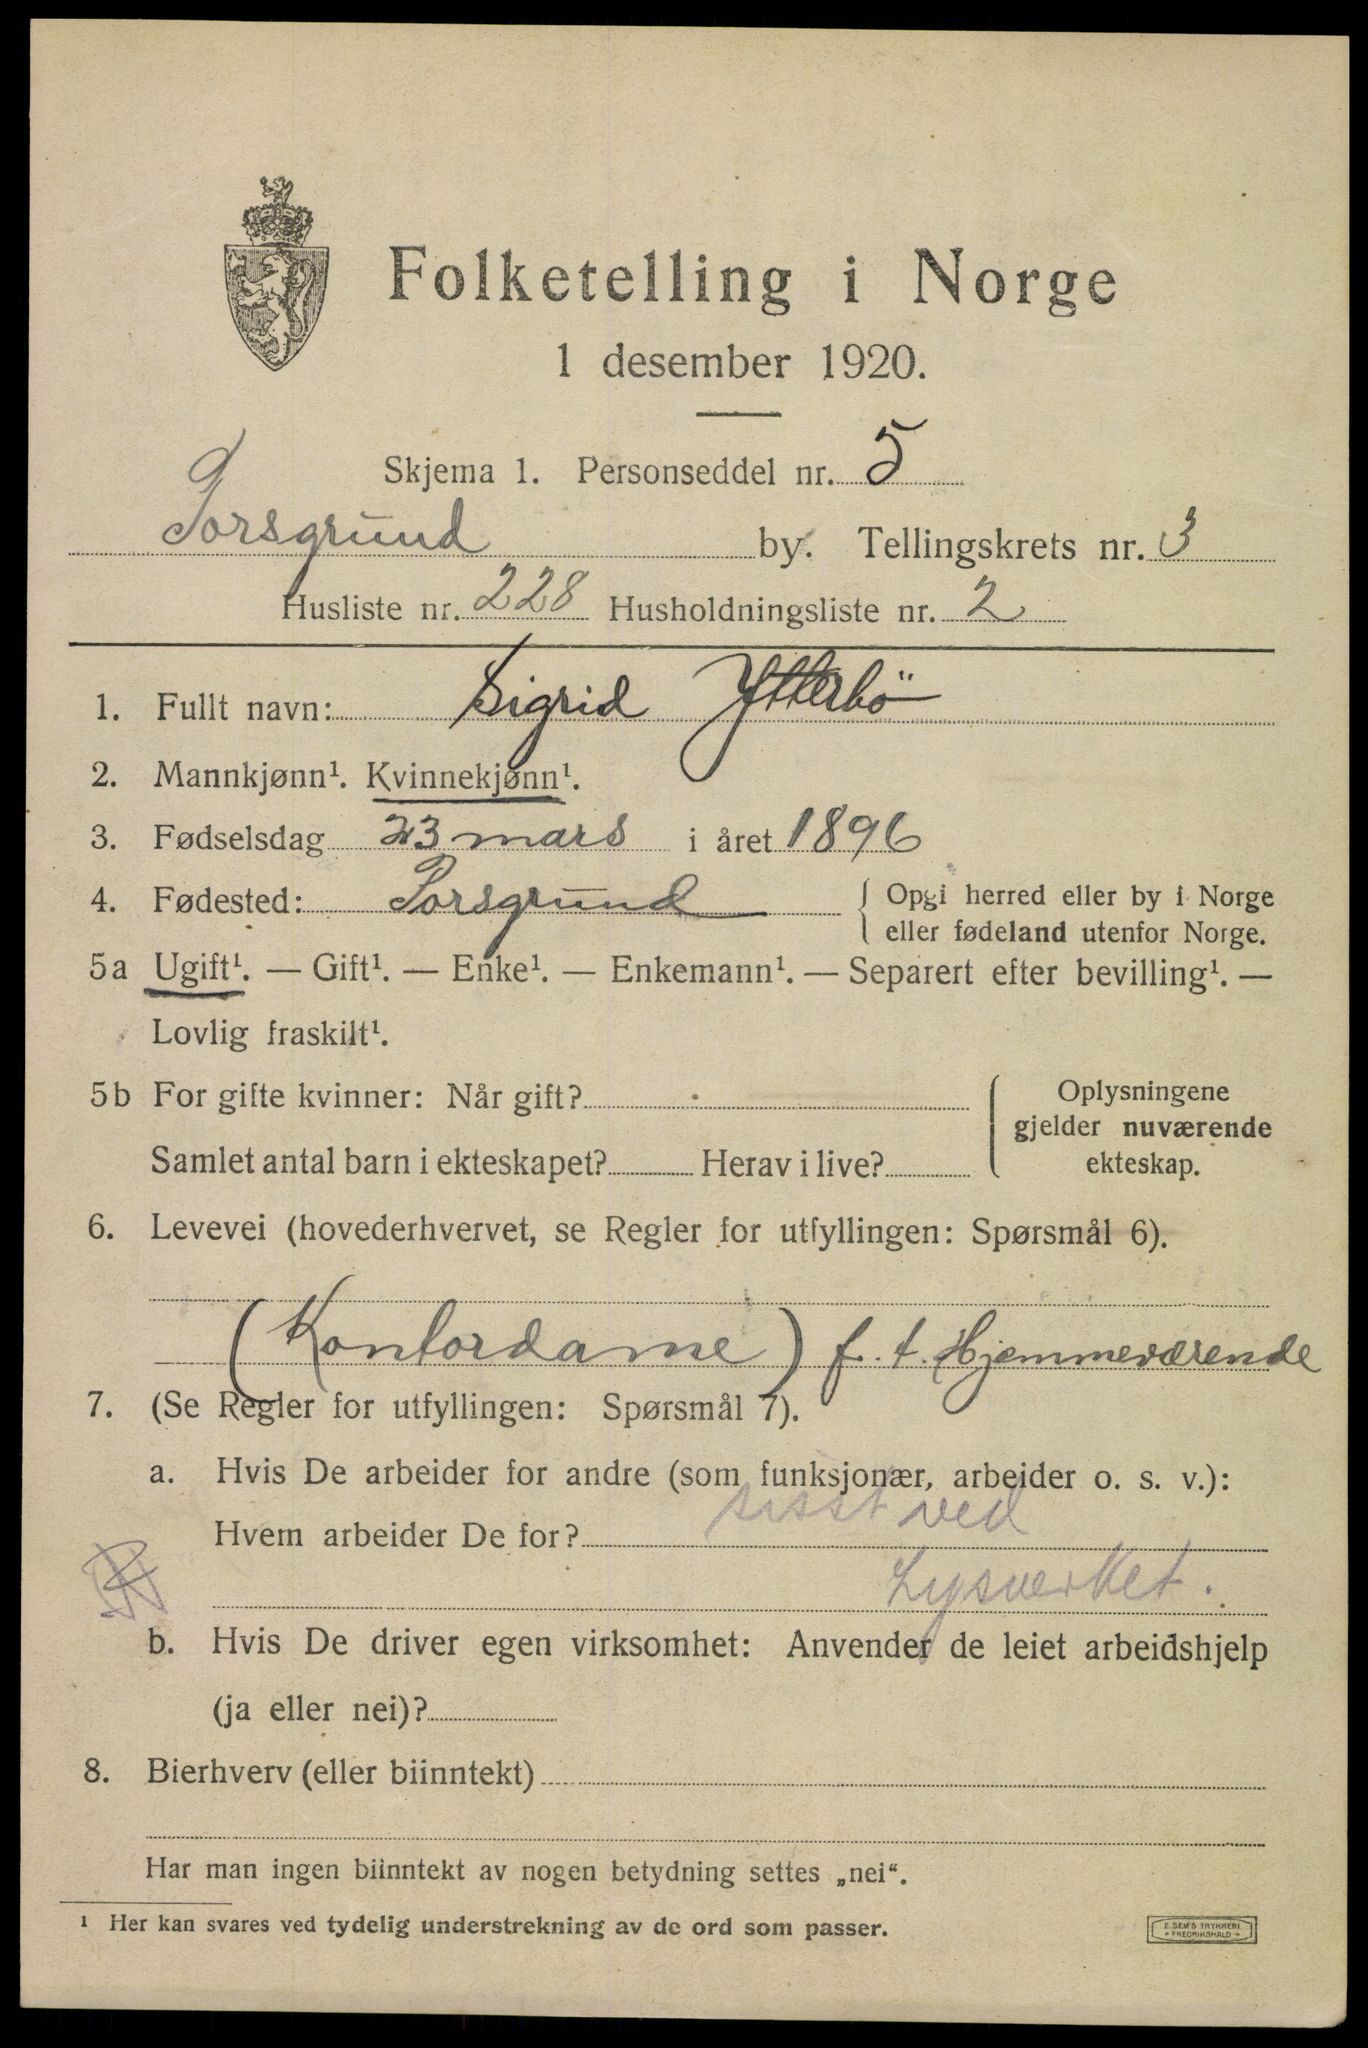 Folketelling i Norge
1 desember 1920.
Skjema 1. Personseddel nr. 5
Porsgrund by. Tellingskrets nr. 3
Husliste nr. 228 Husholdningsliste nr. 2
1. Fullt navn: Sigrid Ytterbö
2. Mannkjønn¹. Kvinnekjønn¹.
3. Fødselsdag 23 mars i året 1896
4. Fødested: Porsgrund { Opgi herred eller by i Norge
eller fødeland utenfor Norge.
5a Ugift¹. — Gift¹. — Enke¹. — Enkemann¹. — Separert efter bevilling¹. —
Lovlig fraskilt¹.
5b For gifte kvinner: Når gift? { Oplysningene
gjelder nuværende
Samlet antal barn i ekteskapet? Herav i live? ekteskap.
6. Levevei (hovederhvervet, se Regler for utfyllingen: Spørsmål 6).
(Kontordame) f. t. Hjemmeværende
7. (Se Regler for utfyllingen: Spørsmål 7).
a. Hvis De arbeider for andre (som funksjonær, arbeider o. s. v.):
Hvem arbeider De for? sisst ved
Lysverket.
b. Hvis De driver egen virksomhet: Anvender de leiet arbeidshjelp
(ja eller nei)?
8. Bierhverv (eller biinntekt)
Har man ingen biinntekt av nogen betydning settes „nei“.
¹ Her kan svares ved tydelig understrekning av de ord som passer.
E. SEM'S TRYKKERI
FREDRIKSHALD